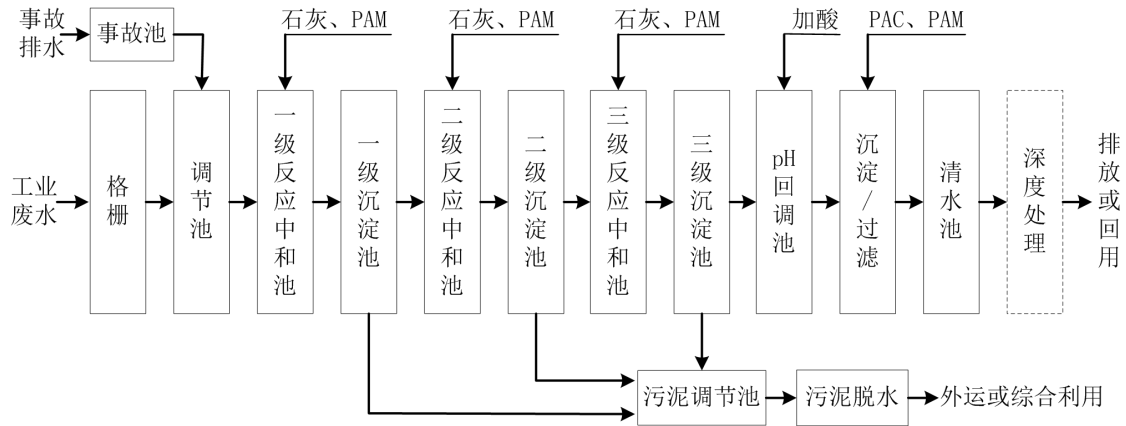 事故
排水
事故池
石灰、PAM
石灰、PAM
石灰、PAM
加酸
PAC、PAM
工业
废水
格栅
调节池
一级反应中和池
一级沉淀池
二级反应中和池
二级沉淀池
三级反应中和池
三级沉淀池
pH回调池
沉淀/过滤
清水池
深度处理
排放或回用
污泥调节池
污泥脱水
外运或综合利用